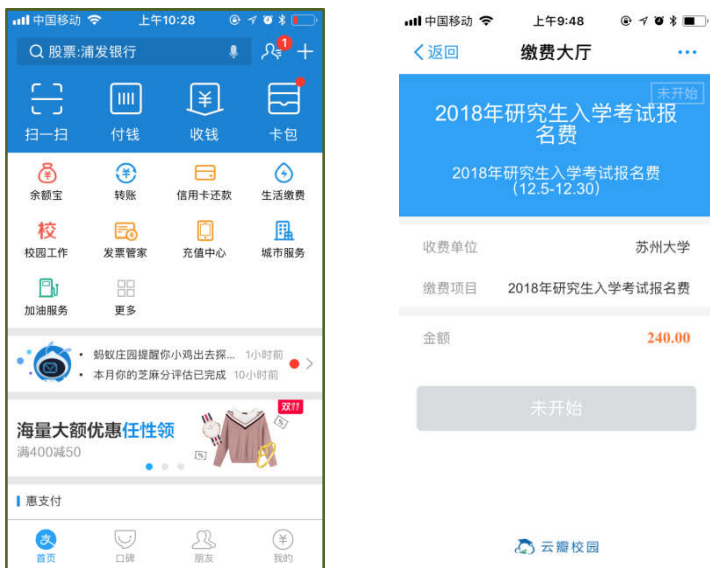 中国移动 上午10:28
股票:浦发银行
1
扫一扫 付钱 收钱 卡包
余额宝 转账 信用卡还款 生活缴费
校
校园工作 发票管家 充值中心 城市服务
加油服务 更多
· 蚂蚁庄园提醒你小鸡出去探... 1小时前
· 本月你的芝麻分评估已完成 10小时前
双11
海量大额优惠任性领
满400减50
惠支付
支
首页 口碑 朋友 我的
中国移动 上午9:48
返回 缴费大厅 ...
未开始
2018年研究生入学考试报
名费
2018年研究生入学考试报名费
(12.5-12.30)
收费单位 苏州大学
缴费项目 2018年研究生入学考试报名费
金额 240.00
未开始
云瓣校园